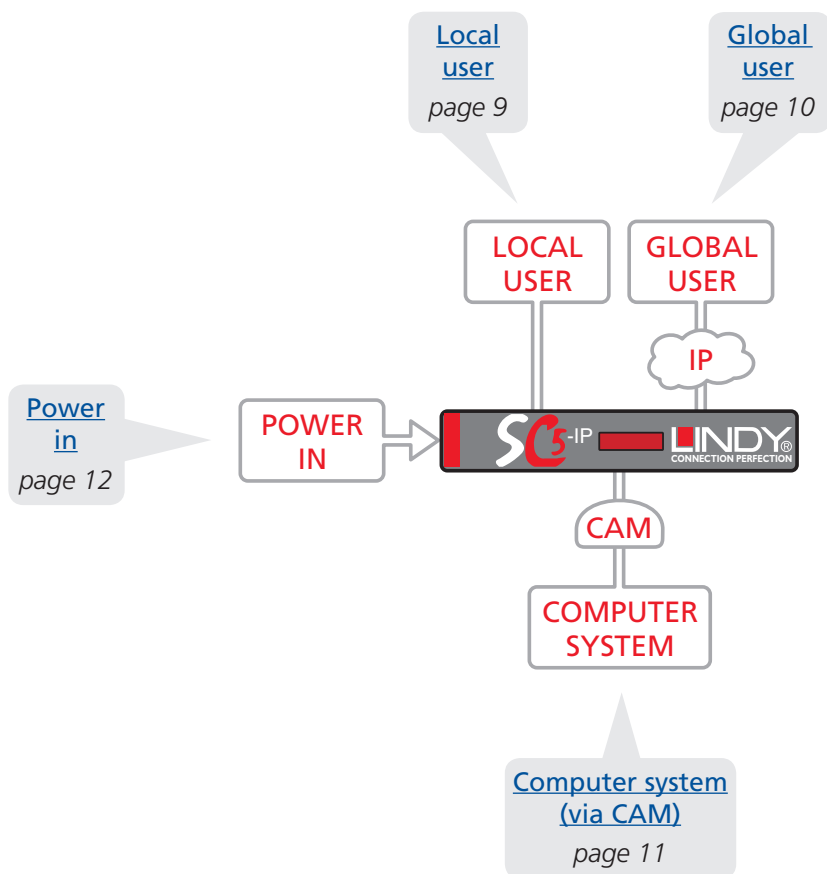 Local
user
page 9
Global
user
page 10
LOCAL
USER
GLOBAL
USER
IP
Power
in
page 12
POWER
IN
SC5-IP
LINDY®
CONNECTION PERFECTION
CAM
COMPUTER
SYSTEM
Computer system
(via CAM)
page 11